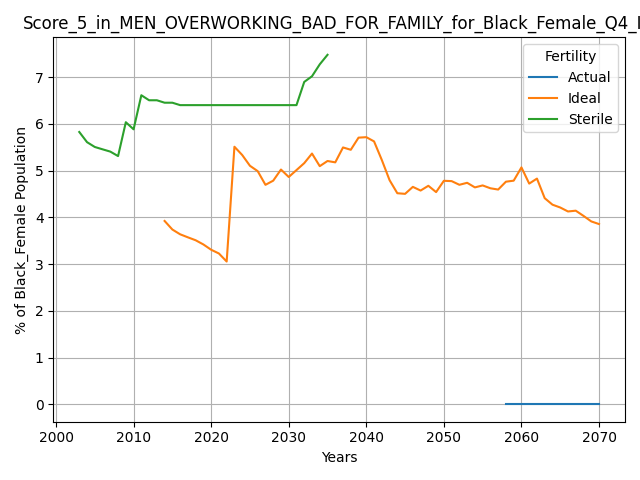 Score_5_in_MEN_OVERWORKING_BAD_FOR_FAMILY_for_Black_Female_Q4_I
Fertility
Actual
Ideal
Sterile
% of Black_Female Population
7
6
5
4
3
2
1
0
2000 2010 2020 2030 2040 2050 2060 2070
Years